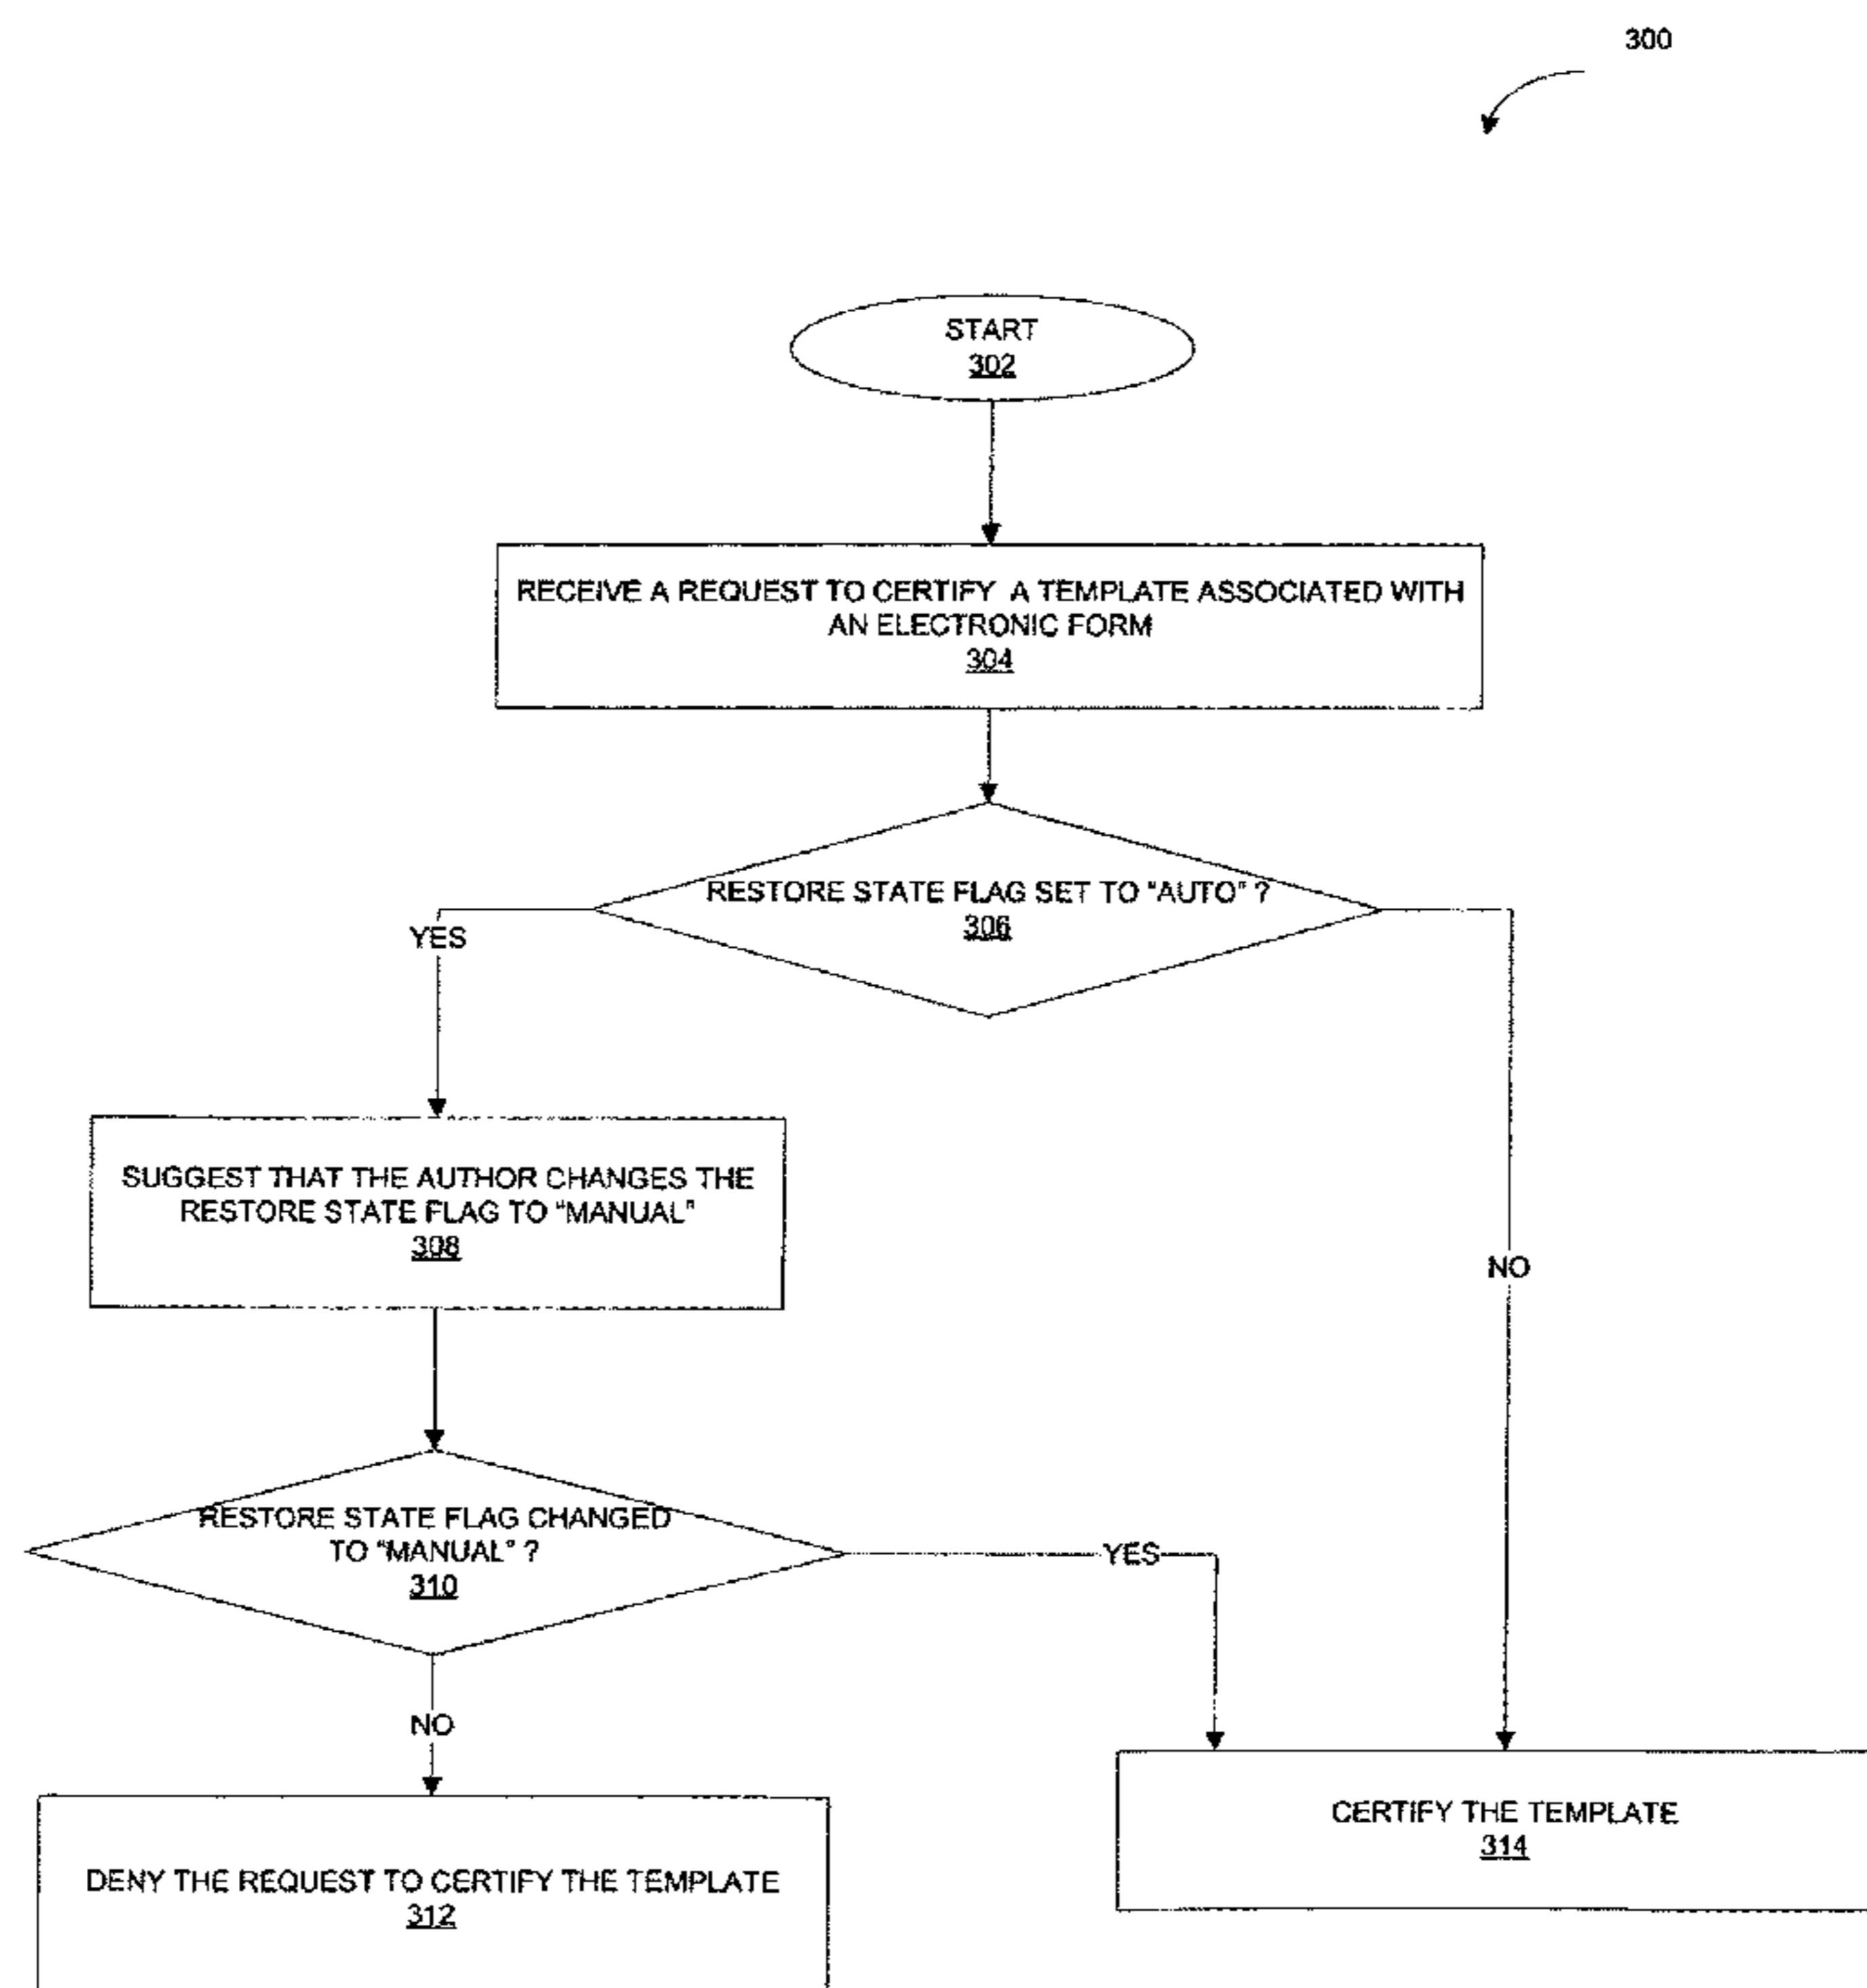 300
START
302
RECEIVE A REQUEST TO CERTIFY A TEMPLATE ASSOCIATED WITH
AN ELECTRONIC FORM
304
RESTORE STATE FLAG SET TO "AUTO" ?
306
YES
SUGGEST THAT THE AUTHOR CHANGES THE
RESTORE STATE FLAG TO "MANUAL"
308
NO
RESTORE STATE FLAG CHANGED
TO "MANUAL" ?
310
YES
NO
CERTIFY THE TEMPLATE
314
DENY THE REQUEST TO CERTIFY THE TEMPLATE
312